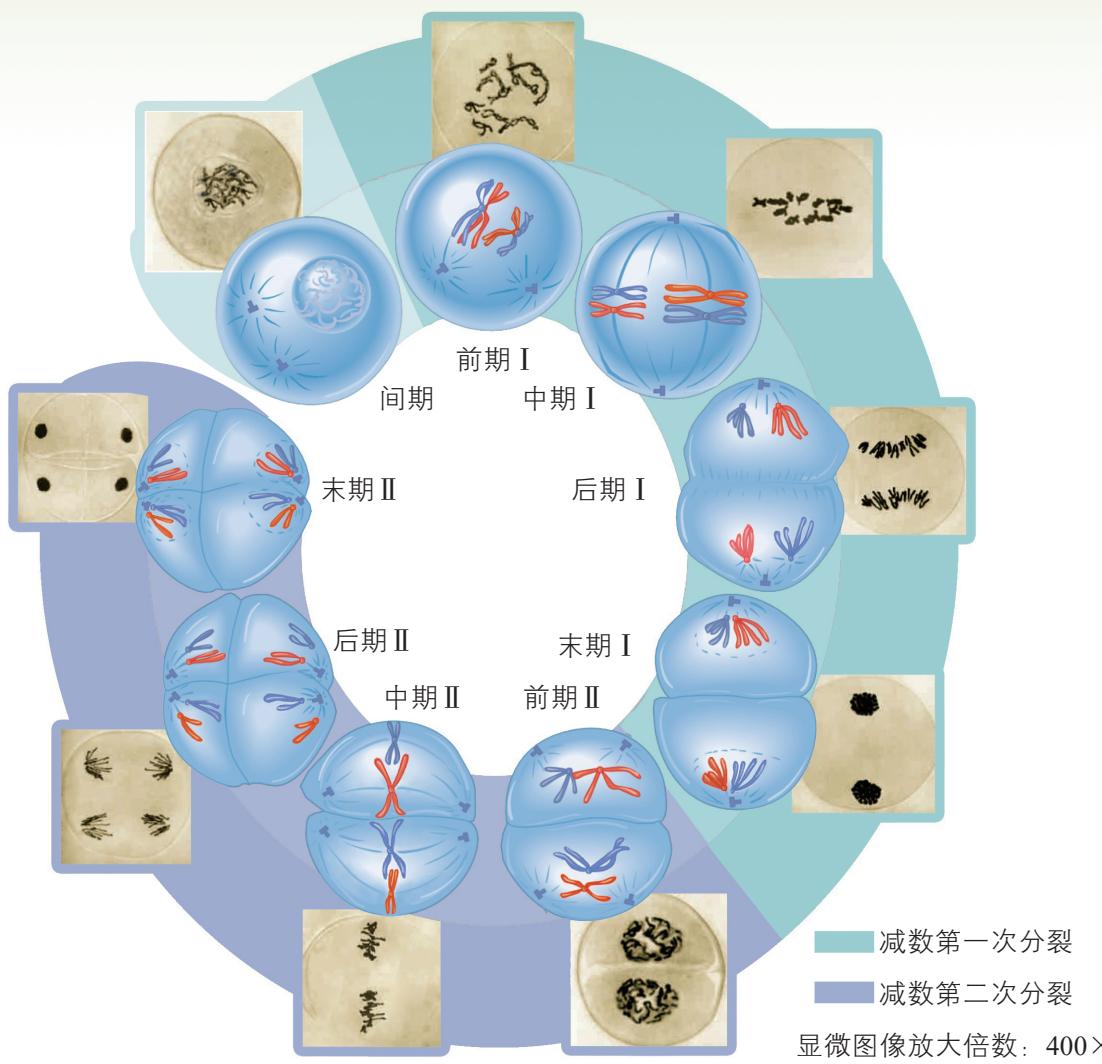 前期Ⅰ
间期
中期Ⅰ
末期Ⅱ
后期Ⅰ
后期Ⅱ
末期Ⅰ
中期Ⅱ
前期Ⅱ
减数第一次分裂
减数第二次分裂
显微图像放大倍数：400×